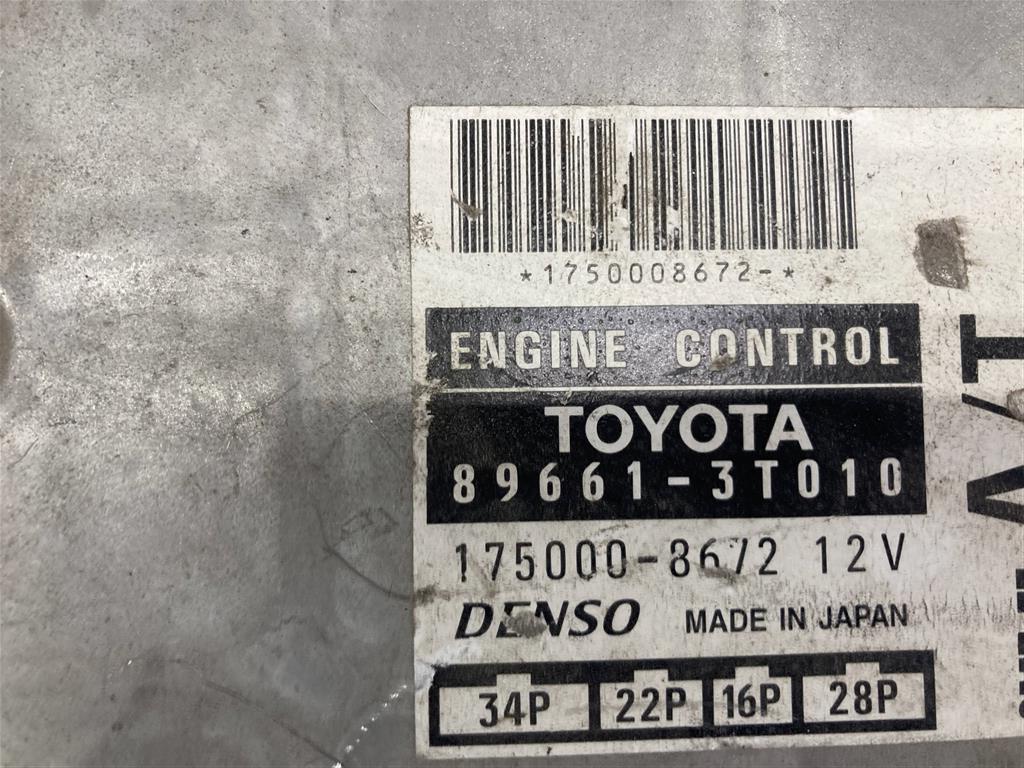 *1750008672-*
ENGINE CONTROL
TOYOTA
89661-3T010
175000-8672 12V
DENSO MADE IN JAPAN
34P 22P 16P 28P
A/T